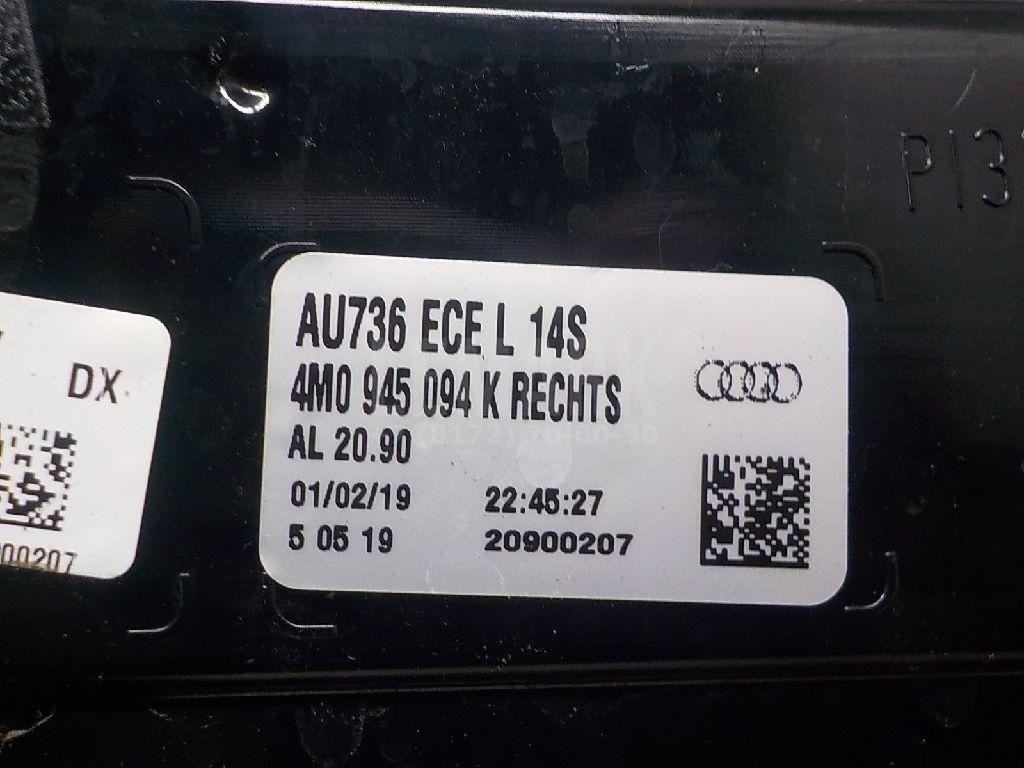 P13
DX
AU736 ECE L 14S
4M0 945 094 K RECHTS
AL 20.90
01/02/19 22:45:27
5 05 19 20900207
00207